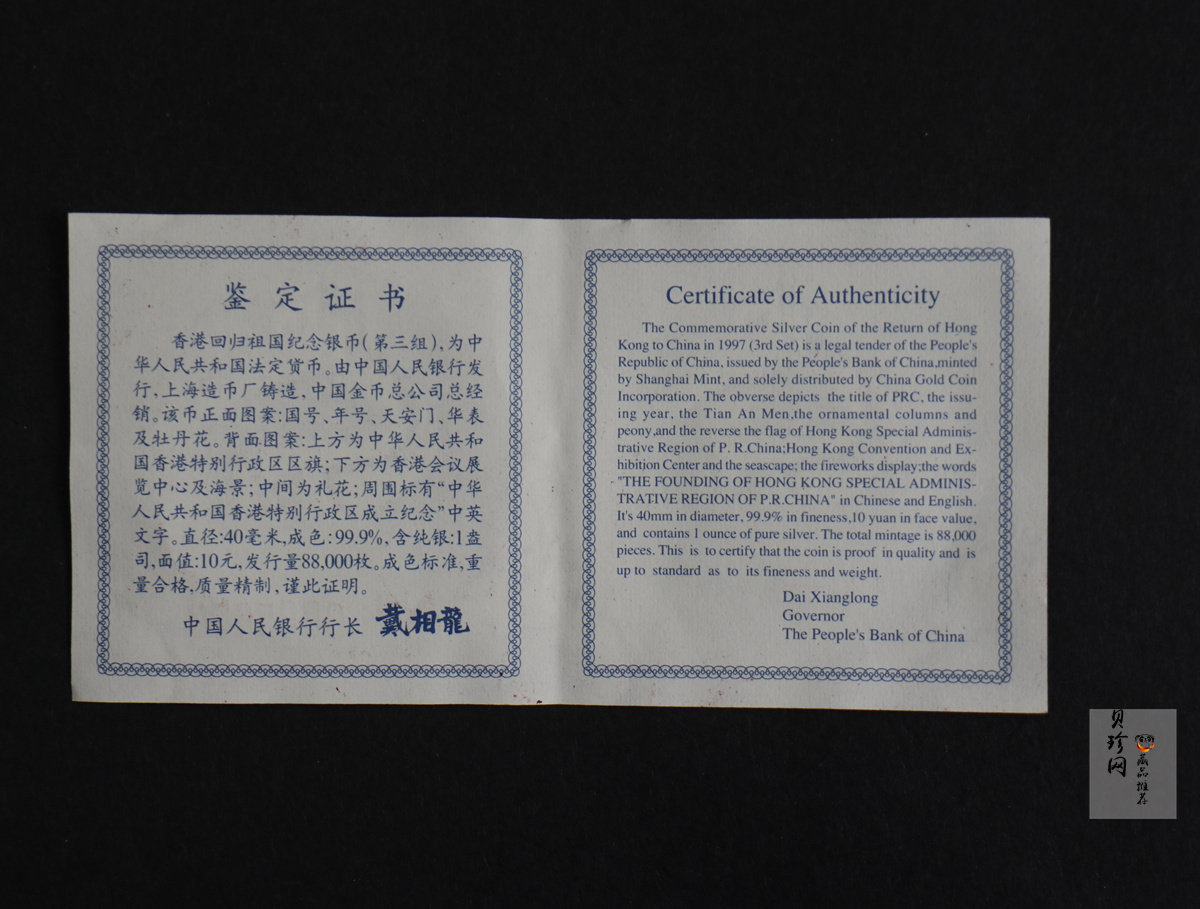 鉴定证书
香港回归祖国纪念银币(第三组),为中
华人民共和国法定货币。由中国人民银行发
行,上海造币厂铸造,中国金币总公司总经
销。该币正面图案:国号、年号、天安门、华表
及牡丹花。背面图案:上方为中华人民共和
国香港特别行政区区旗;下方为香港会议展
览中心及海景;中间为礼花;周围标有“中华
人民共和国香港特别行政区成立纪念”中英
文字。直径:40毫米,成色:99.9%,含纯银:1盎
司,面值:10元,发行量88,000枚。成色标准,重
量合格,质量精制,谨此证明。
中国人民银行行长 戴相龍
Certificate of Authenticity
The Commemorative Silver Coin of the Return of Hong
Kong to China in 1997 (3rd Set) is a legal tender of the People's
Republic of China, issued by the People's Bank of China,minted
by Shanghai Mint, and solely distributed by China Gold Coin
Incorporation. The obverse depicts the title of PRC, the issu-
ing year, the Tian An Men,the ornamental columns and
peony,and the reverse the flag of Hong Kong Special Adminis-
trative Region of P. R.China;Hong Kong Convention and Ex-
hibition Center and the seascape; the fireworks display;the words
"THE FOUNDING OF HONG KONG SPECIAL ADMINIS-
TRATIVE REGION OF P.R.CHINA" in Chinese and English.
It's 40mm in diameter, 99.9% in fineness,10 yuan in face value,
and contains 1 ounce of pure silver. The total mintage is 88,000
pieces. This is to certify that the coin is proof in quality and is
up to standard as to its fineness and weight.
Dai Xianglong
Governor
The People's Bank of China
贝珍网
藏品推荐